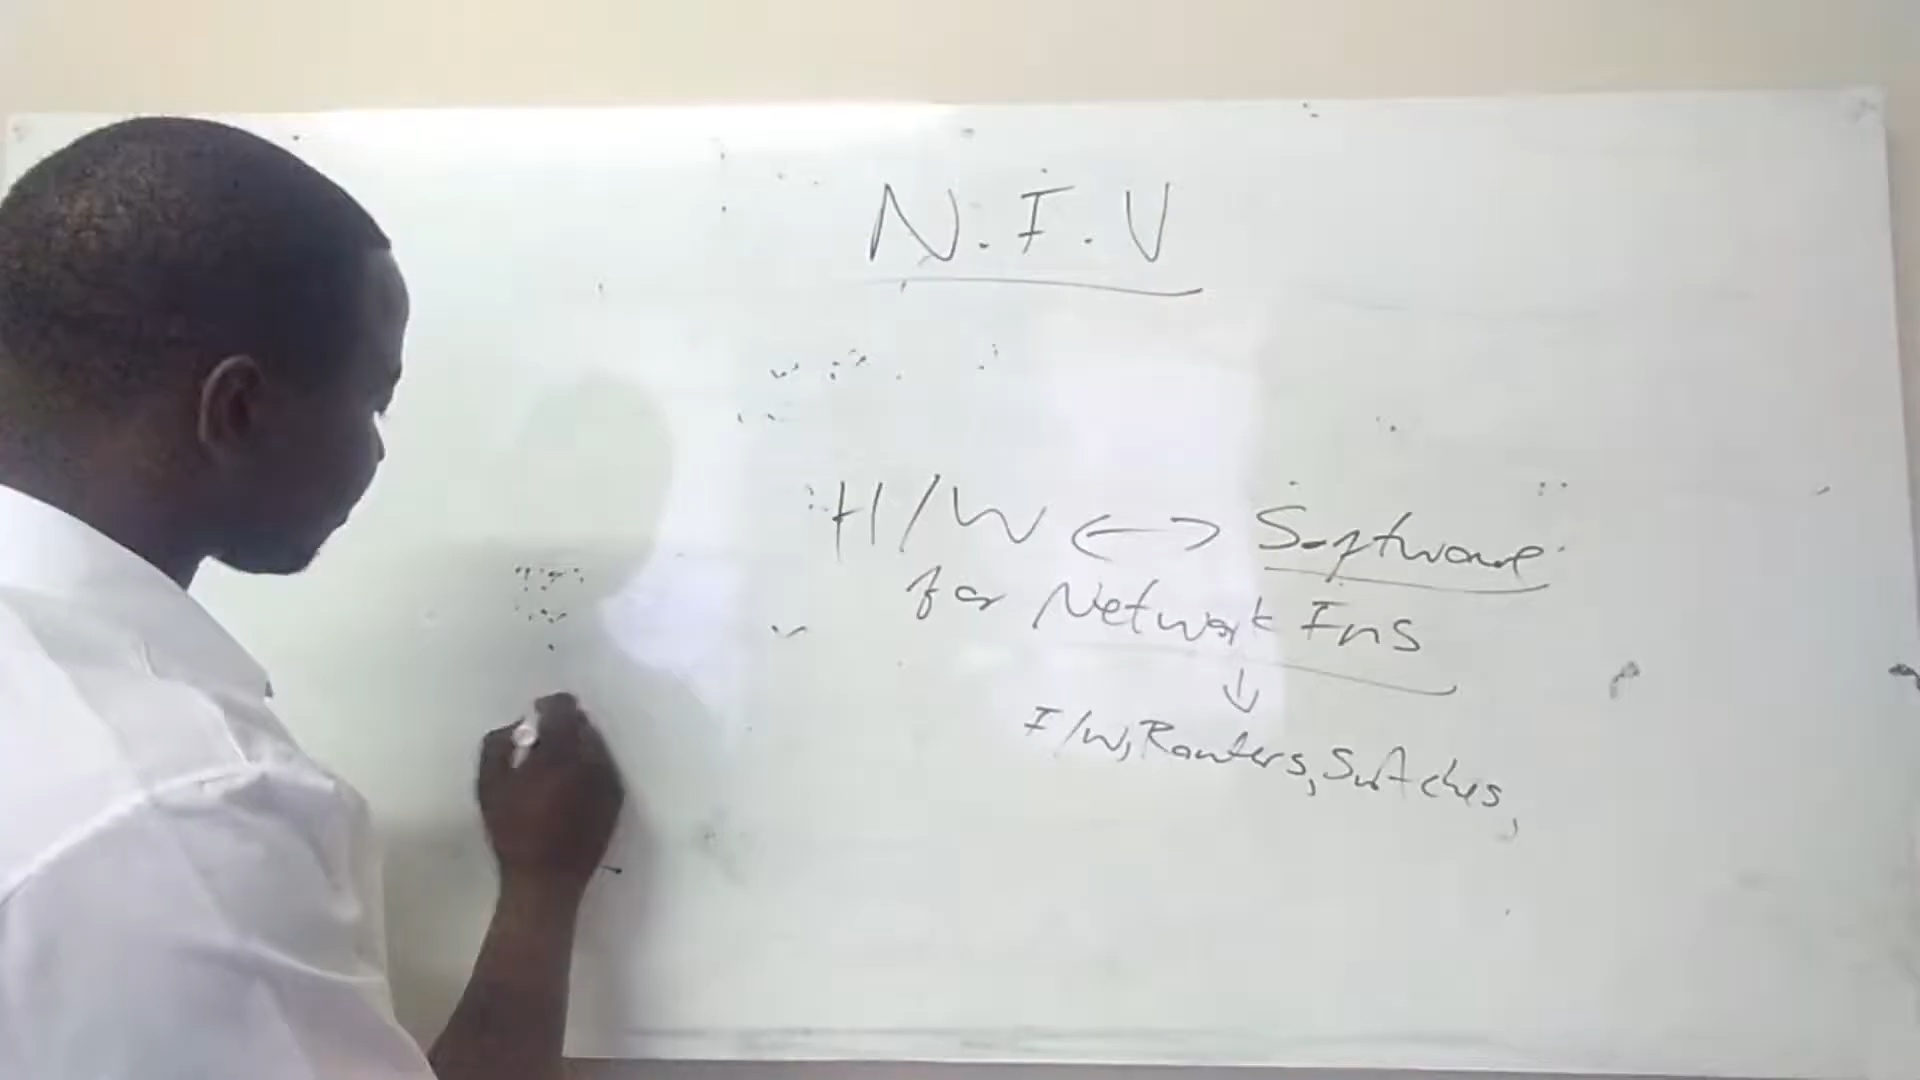 N.F.V
H/W <-> Software
for Network Fns
↓
F/w, Routers, Switches,